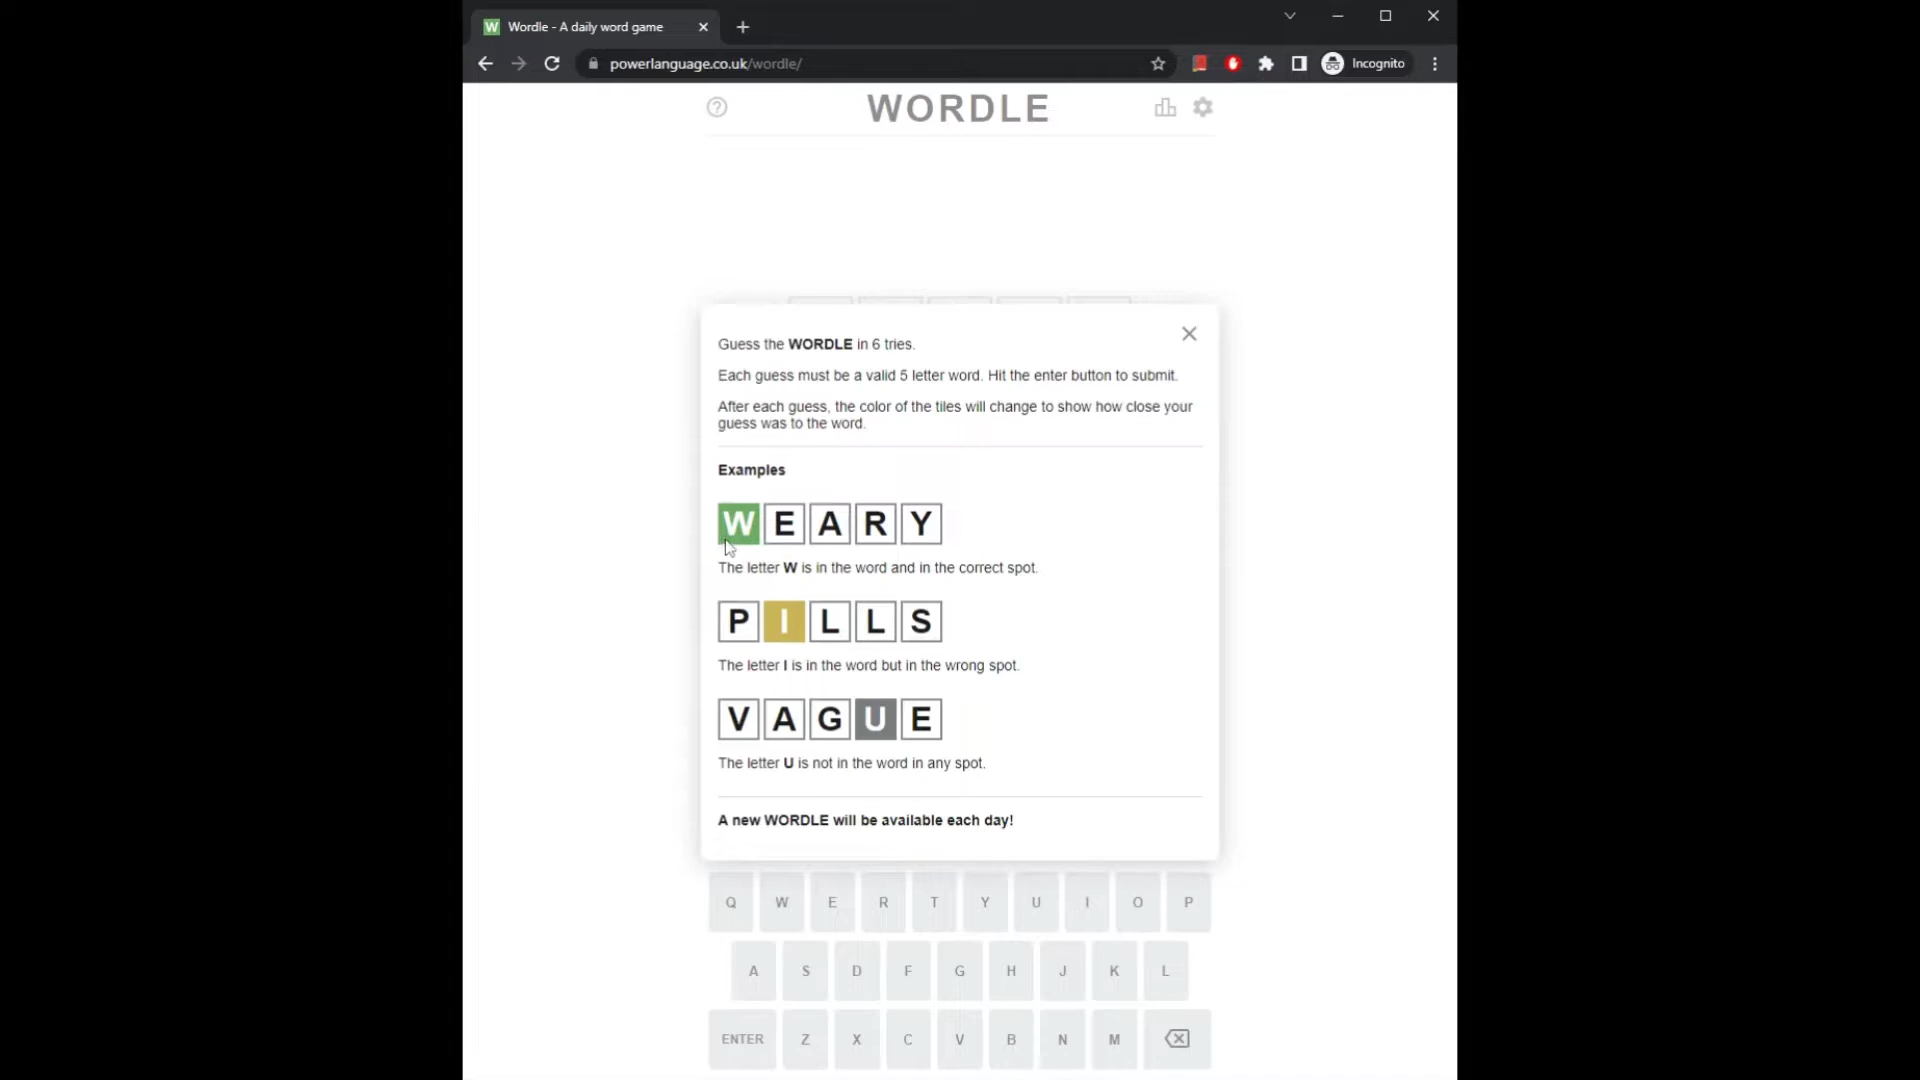 W Wordle - A daily word game
powerlanguage.co.uk/wordle/
Incognito
WORDLE
Guess the WORDLE in 6 tries.
Each guess must be a valid 5 letter word. Hit the enter button to submit.
After each guess, the color of the tiles will change to show how close your
guess was to the word.
Examples
W E A R Y
The letter W is in the word and in the correct spot.
P I L L S
The letter I is in the word but in the wrong spot.
V A G U E
The letter U is not in the word in any spot.
A new WORDLE will be available each day!
Q W E R T Y U I O P
A S D F G H J K L
ENTER Z X C V B N M